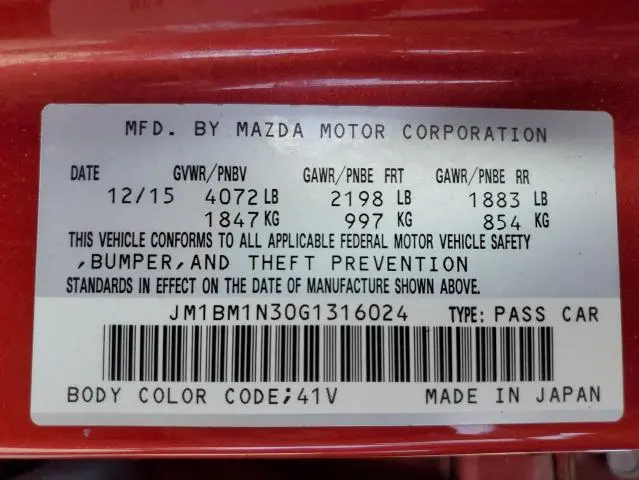 MFD. BY MAZDA MOTOR CORPORATION
DATE GVWR/PNBV GAWR/PNBE FRT GAWR/PNBE RR
12/15 4072 LB 2198 LB 1883 LB
1847 KG 997 KG 854 KG
THIS VEHICLE CONFORMS TO ALL APPLICABLE FEDERAL MOTOR VEHICLE SAFETY
,BUMPER,AND THEFT PREVENTION
STANDARDS IN EFFECT ON THE DATE OF MANUFACTURE SHOWN ABOVE.
JM1BM1N30G1316024 TYPE: PASS CAR
BODY COLOR CODE;41V MADE IN JAPAN